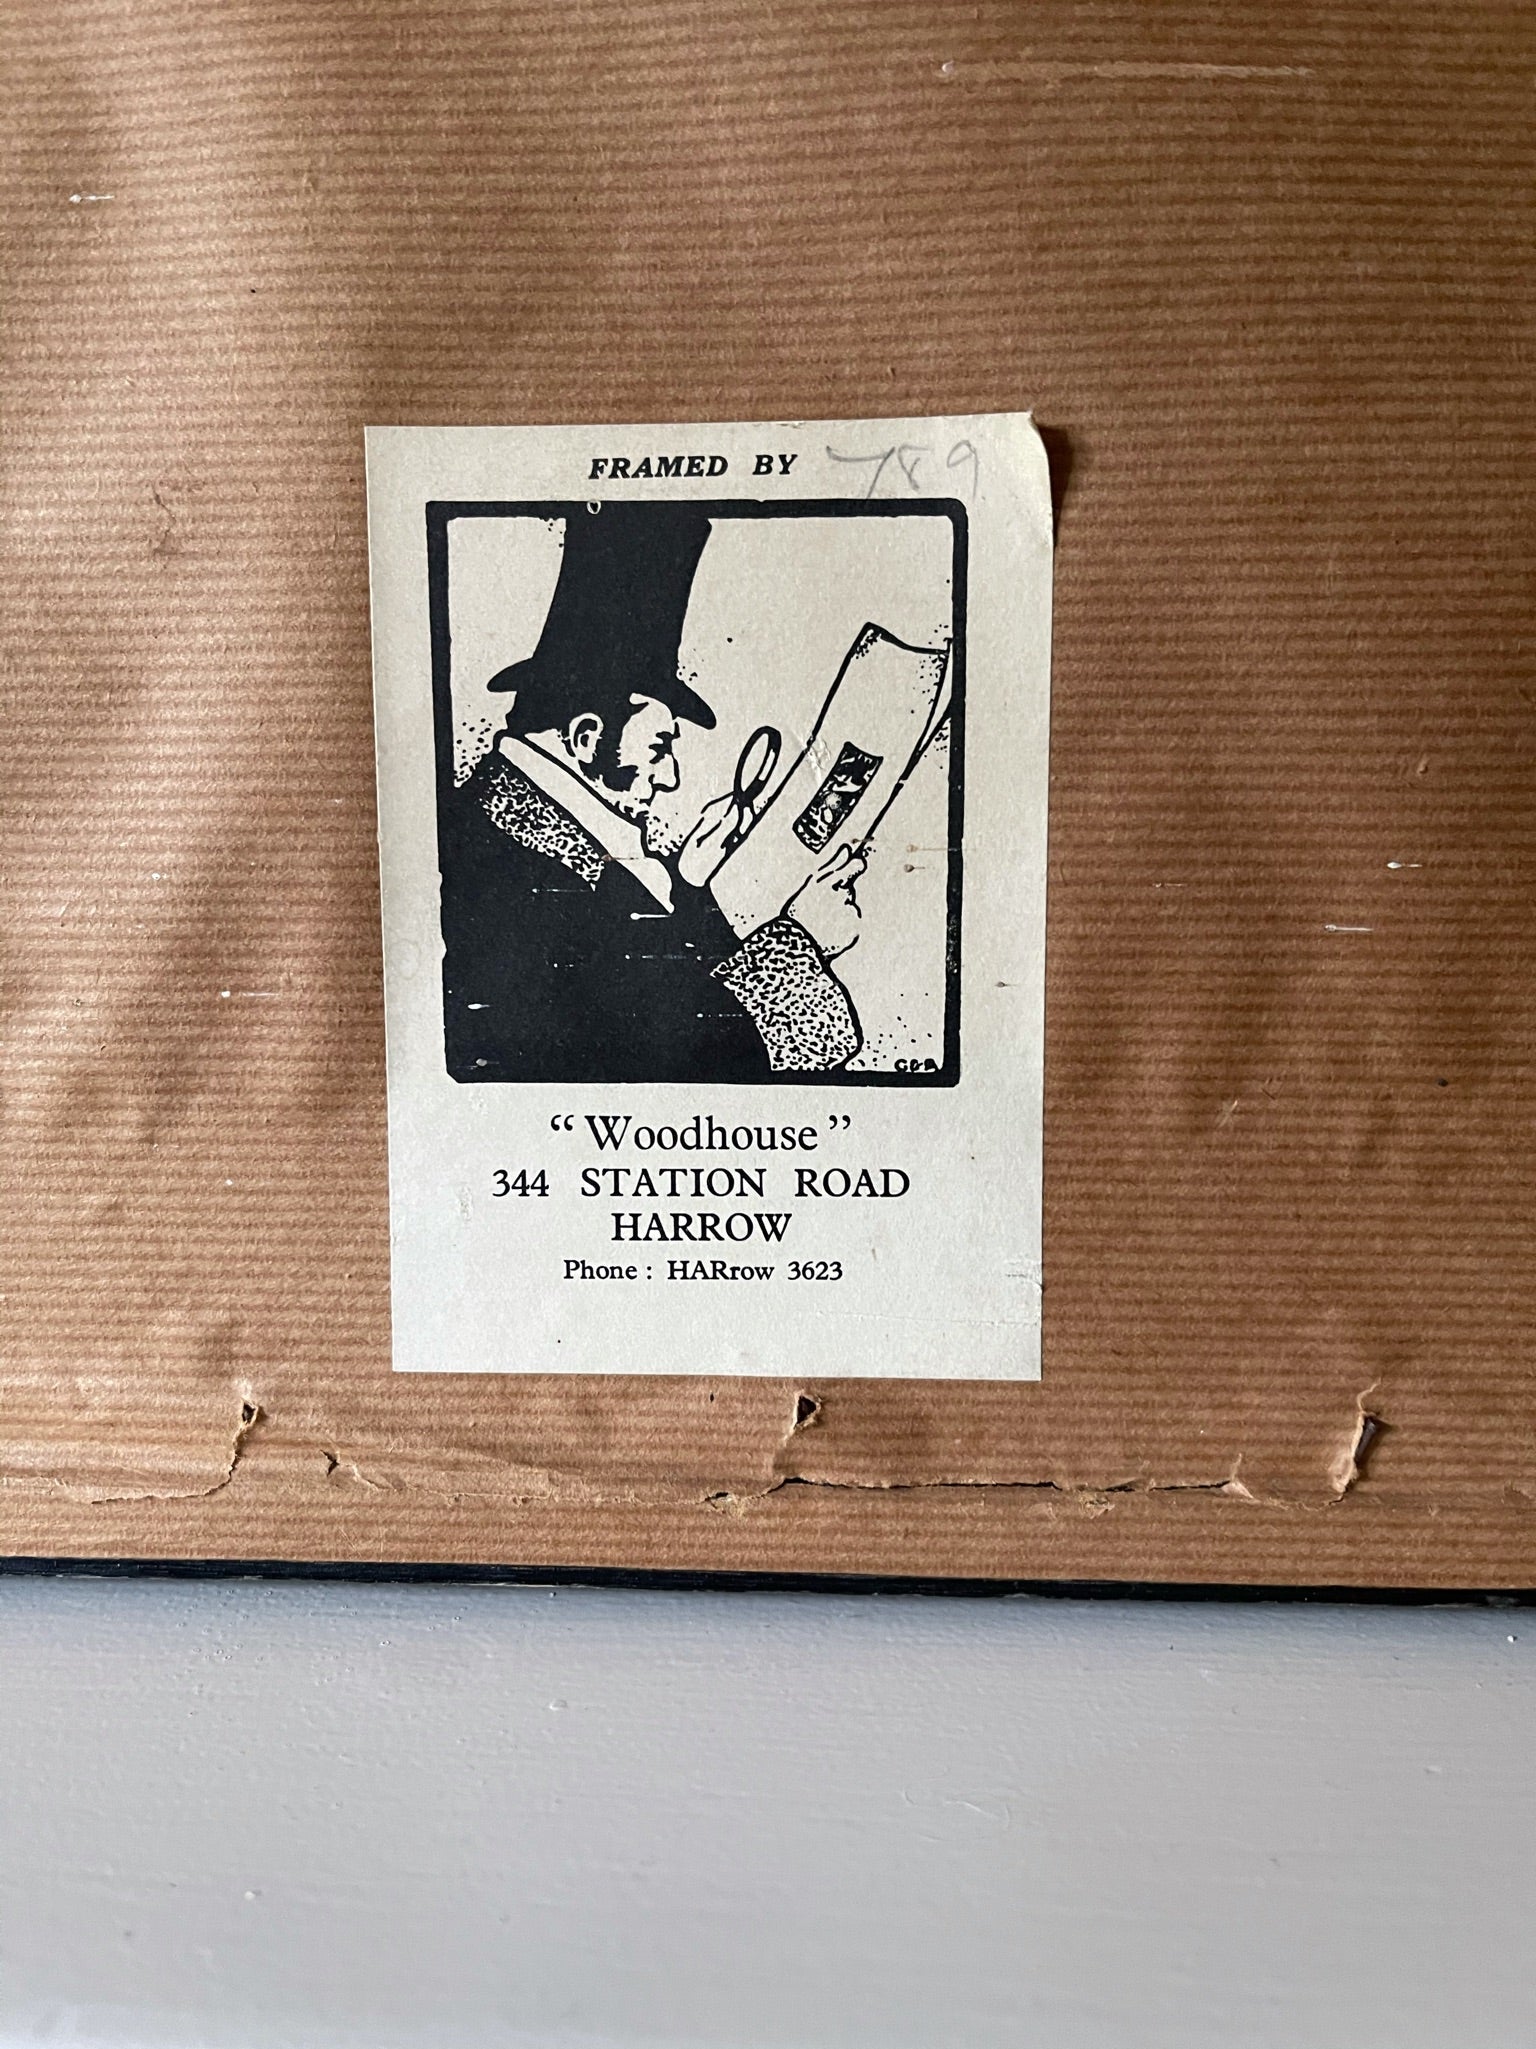 FRAMED BY 789
"Woodhouse"
344 STATION ROAD
HARROW
Phone: HARrow 3623